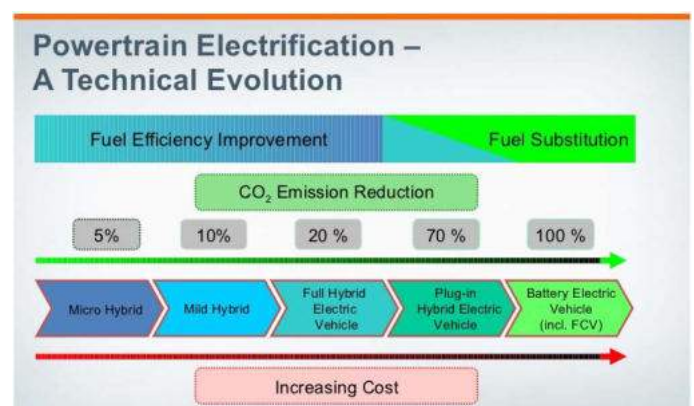 Powertrain Electrification –
A Technical Evolution
Fuel Efficiency Improvement
Fuel Substitution
CO₂ Emission Reduction
5%
10%
20 %
70 %
100 %
Micro Hybrid
Mild Hybrid
Full Hybrid
Electric
Vehicle
Plug-in
Hybrid Electric
Vehicle
Battery Electric
Vehicle
(incl. FCV)
Increasing Cost